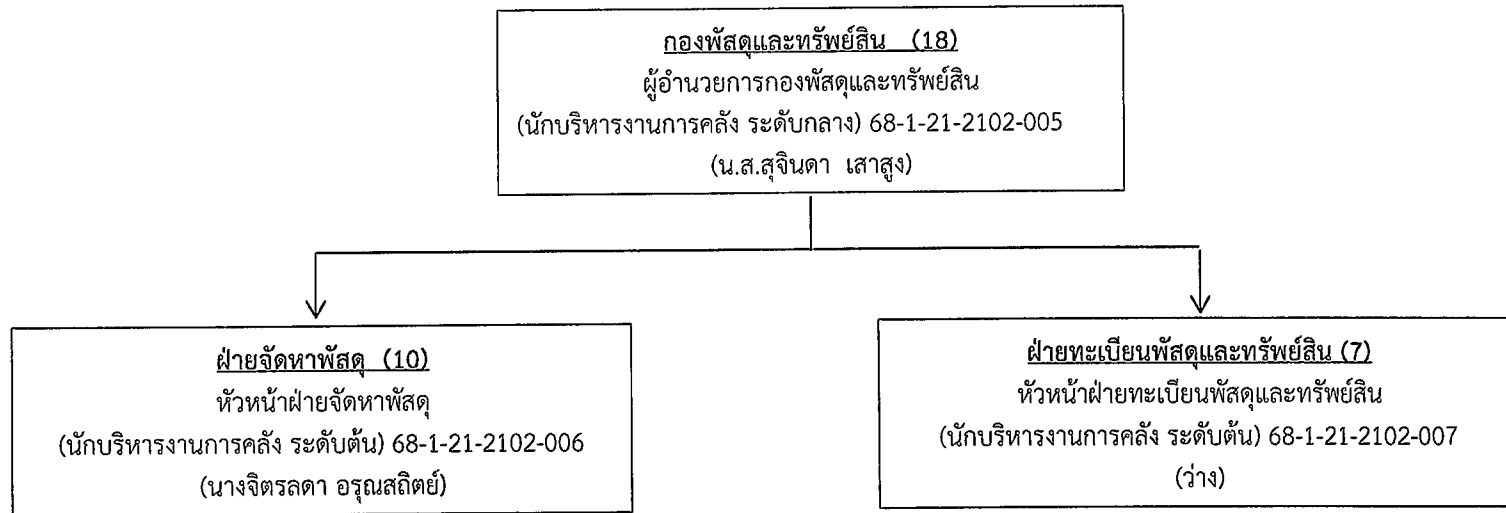 กองพัสดุและทรัพย์สิน (18)
ผู้อำนวยการกองพัสดุและทรัพย์สิน
(นักบริหารงานการคลัง ระดับกลาง) 68-1-21-2102-005
(น.ส.สุจินดา เสาสูง)
ฝ่ายจัดหาพัสดุ (10)
หัวหน้าฝ่ายจัดหาพัสดุ
(นักบริหารงานการคลัง ระดับต้น) 68-1-21-2102-006
(นางจิตรลดา อรุณสถิตย์)
ฝ่ายทะเบียนพัสดุและทรัพย์สิน (7)
หัวหน้าฝ่ายทะเบียนพัสดุและทรัพย์สิน
(นักบริหารงานการคลัง ระดับต้น) 68-1-21-2102-007
(ว่าง)